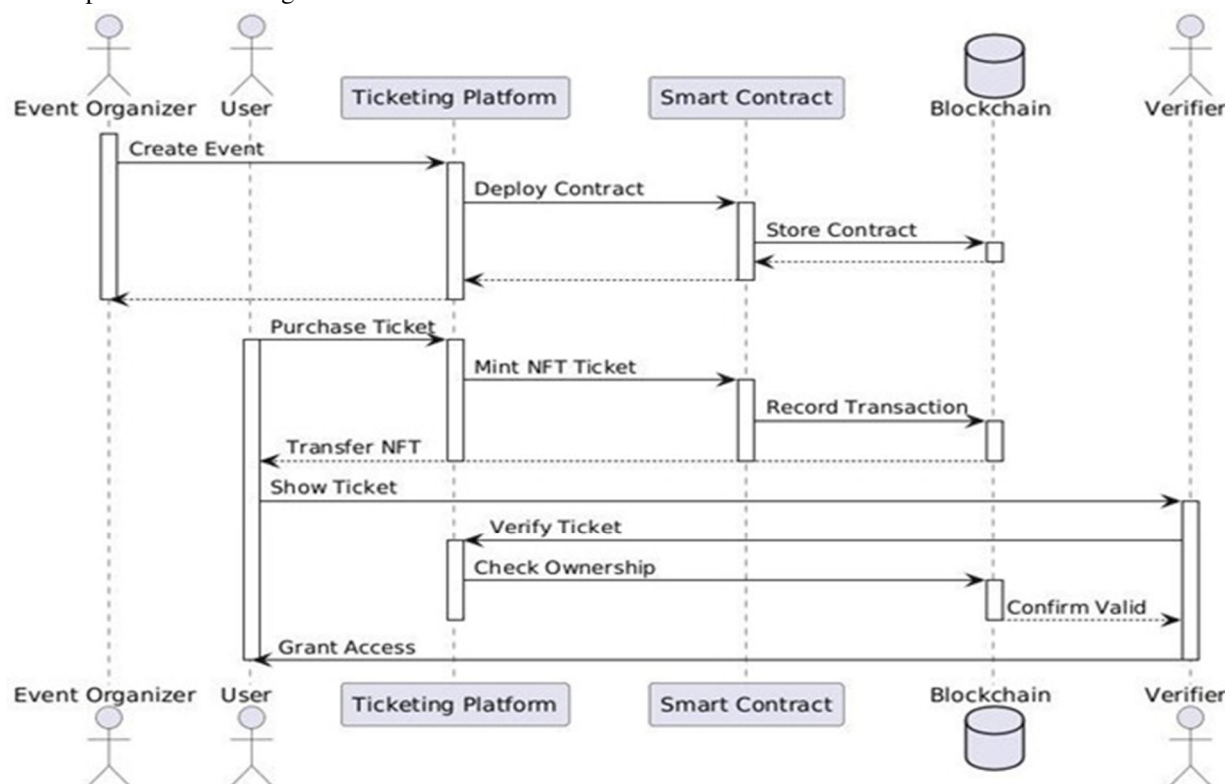 Event Organizer User Ticketing Platform Smart Contract Blockchain Verifier
Create Event
Deploy Contract
Store Contract
Purchase Ticket
Mint NFT Ticket
Record Transaction
Transfer NFT
Show Ticket
Verify Ticket
Check Ownership
Confirm Valid
Grant Access
Event Organizer User Ticketing Platform Smart Contract Blockchain Verifier